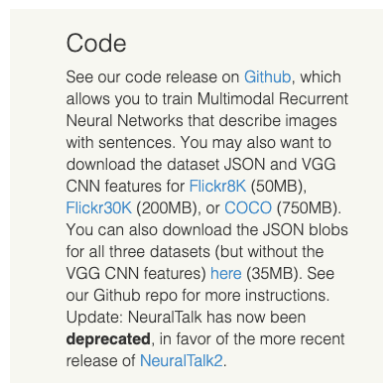 Code
See our code release on Github, which
allows you to train Multimodal Recurrent
Neural Networks that describe images
with sentences. You may also want to
download the dataset JSON and VGG
CNN features for Flickr8K (50MB),
Flickr30K (200MB), or COCO (750MB).
You can also download the JSON blobs
for all three datasets (but without the
VGG CNN features) here (35MB). See
our Github repo for more instructions.
Update: NeuralTalk has now been
deprecated, in favor of the more recent
release of NeuralTalk2.